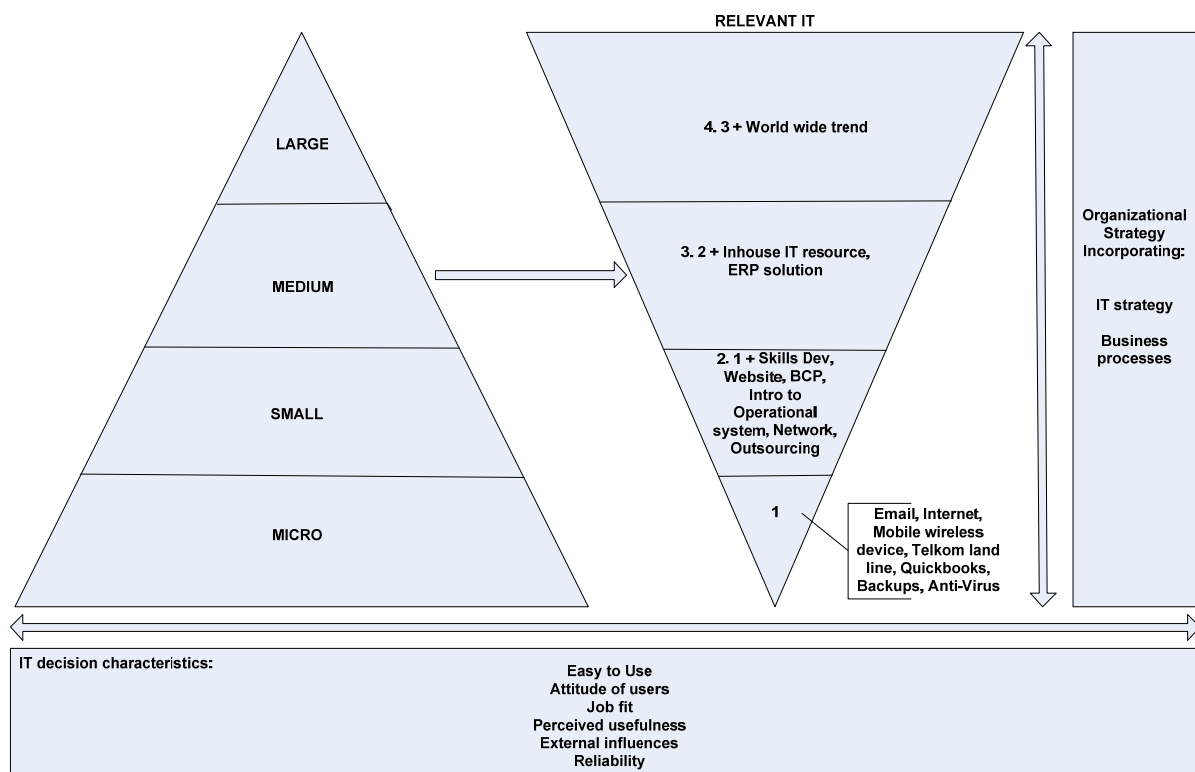 RELEVANT IT
LARGE
MEDIUM
SMALL
MICRO
4. 3 + World wide trend
3. 2 + Inhouse IT resource,
ERP solution
2. 1 + Skills Dev,
Website, BCP,
Intro to
Operational
system, Network,
Outsourcing
1
Email, Internet,
Mobile wireless
device, Telkom land
line, Quickbooks,
Backups, Anti-Virus
Organizational
Strategy
Incorporating:
IT strategy
Business
processes
IT decision characteristics:
Easy to Use
Attitude of users
Job fit
Perceived usefulness
External influences
Reliability